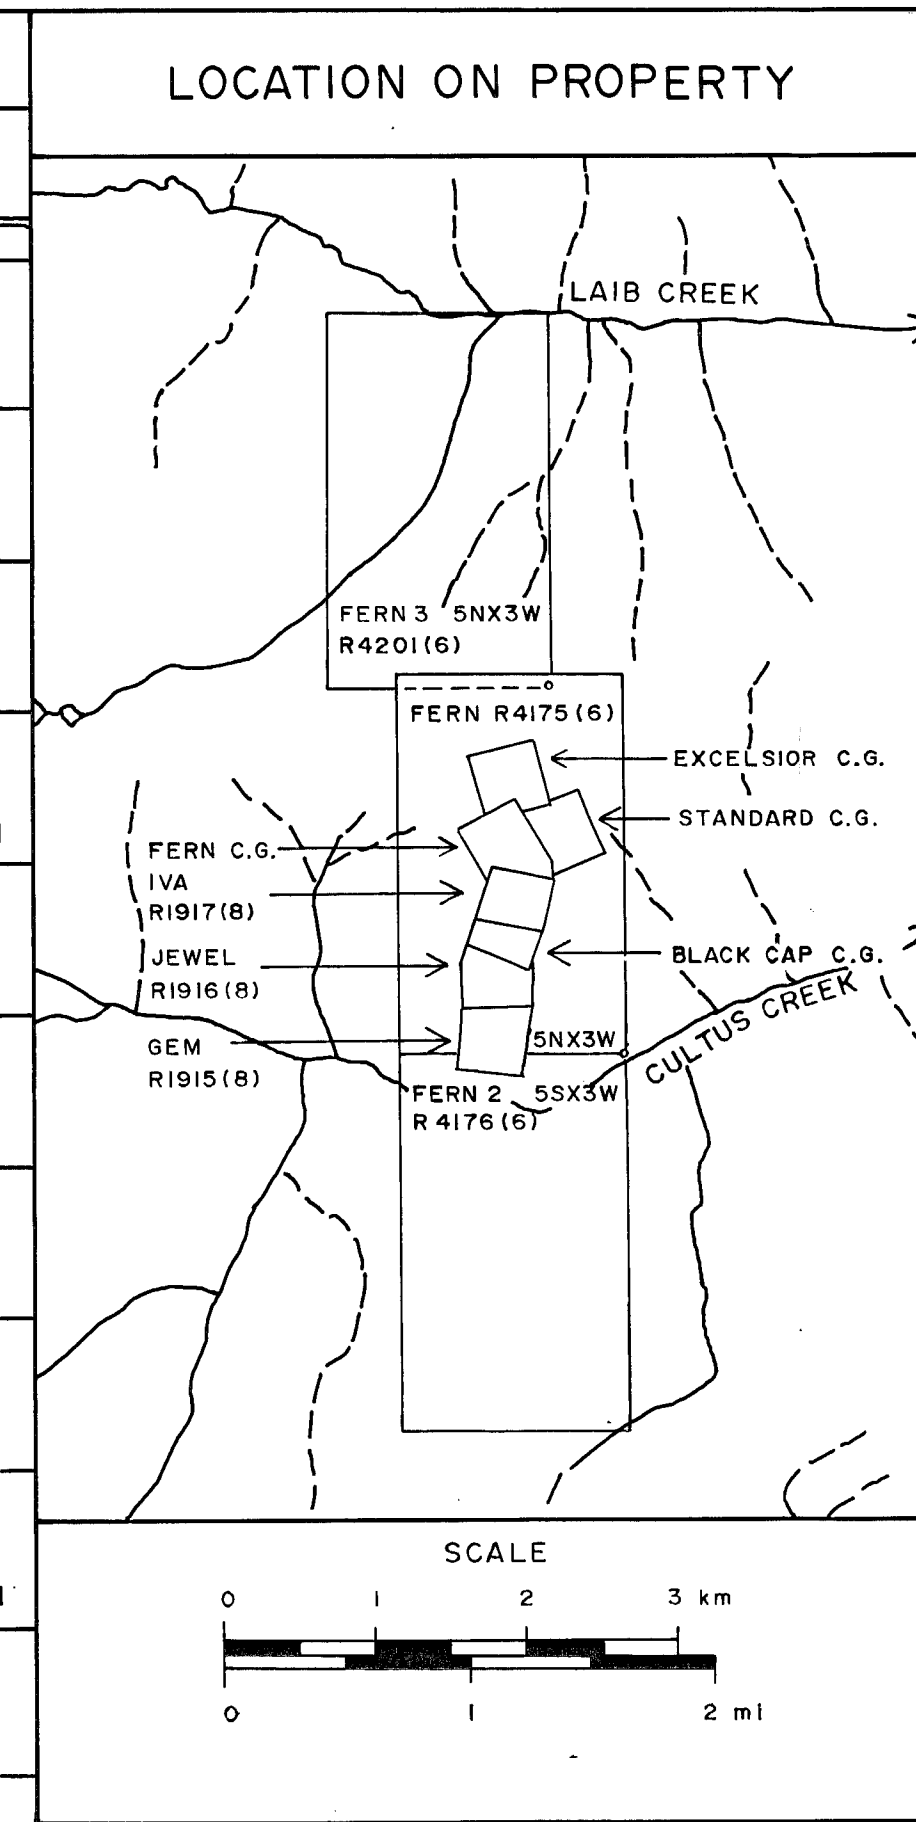 LOCATION ON PROPERTY
LAIB CREEK
FERN 3 5NX3W
R4201(6)
FERN R4175(6)
EXCELSIOR C.G.
STANDARD C.G.
FERN C.G.
IVA
R1917(8)
JEWEL
R1916(8)
BLACK CAP C.G.
GEM
R1915(8)
5NX3W
CULTUS CREEK
FERN 2 5SX3W
R4176(6)
SCALE
0 1 2 3 km
0 1 2 mi